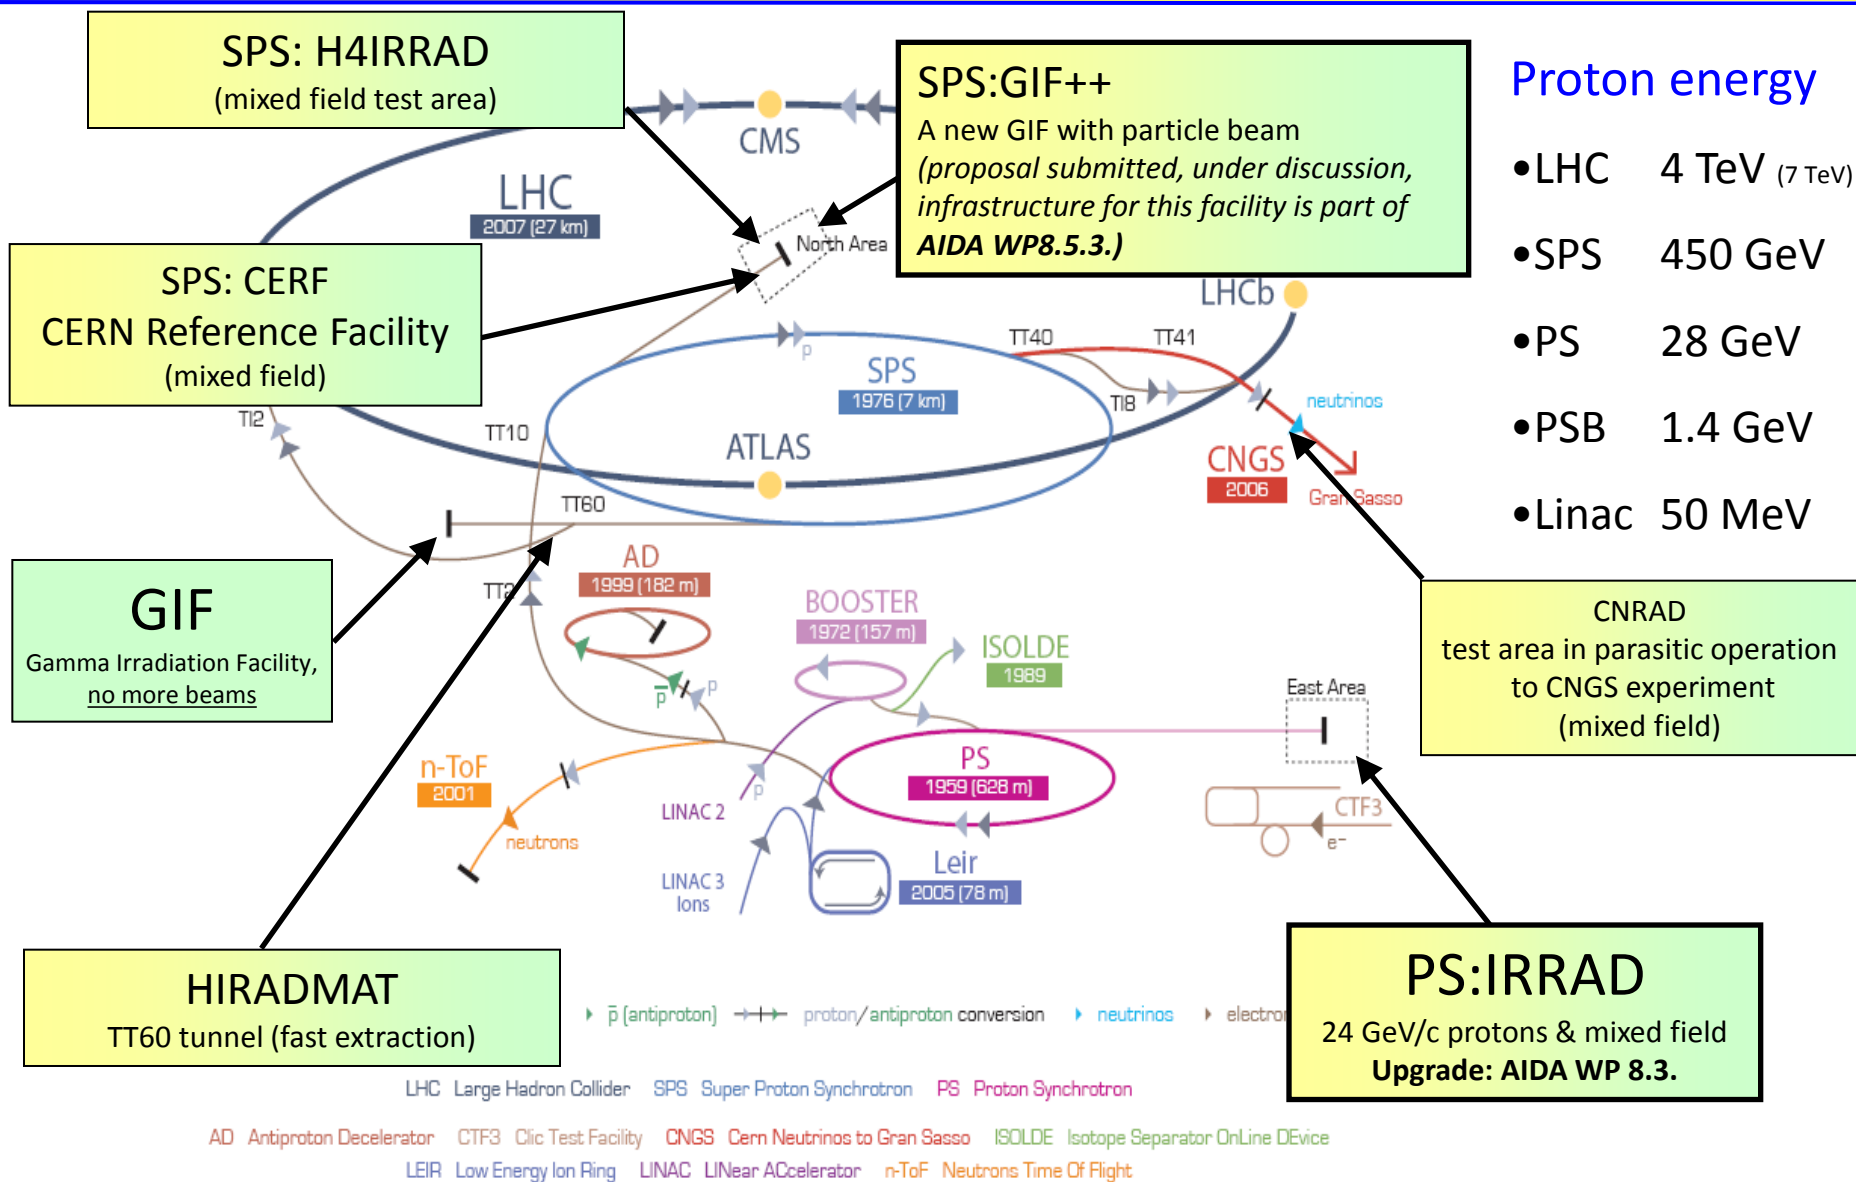 SPS: H4IRRAD
(mixed field test area)
SPS:GIF++
A new GIF with particle beam
(proposal submitted, under discussion,
infrastructure for this facility is part of
AIDA WP8.5.3.)
Proton energy
•LHC 4 TeV (7 TeV)
•SPS 450 GeV
•PS 28 GeV
•PSB 1.4 GeV
•Linac 50 MeV
CMS
LHC
2007 (27 km)
North Area
SPS: CERF
CERN Reference Facility
(mixed field)
LHCb
TT40
TT41
p
SPS
1976 (7 km)
TI8
neutrinos
TI2
TT10
ATLAS
CNGS
2006
Gran Sasso
TT60
GIF
Gamma Irradiation Facility,
no more beams
AD
1999 (182 m)
TT2
BOOSTER
1972 (157 m)
ISOLDE
1989
p̅
p
East Area
CNRAD
test area in parasitic operation
to CNGS experiment
(mixed field)
n-ToF
2001
neutrons
p
LINAC 2
PS
1959 (628 m)
CTF3
e⁻
LINAC 3
Ions
Leir
2005 (78 m)
HIRADMAT
TT60 tunnel (fast extraction)
PS:IRRAD
24 GeV/c protons & mixed field
Upgrade: AIDA WP 8.3.
p̅ (antiproton) proton/antiproton conversion neutrinos
LHC Large Hadron Collider SPS Super Proton Synchrotron PS Proton Synchrotron
AD Antiproton Decelerator CTF3 Clic Test Facility CNGS Cern Neutrinos to Gran Sasso ISOLDE Isotope Separator OnLine DEvice
LEIR Low Energy Ion Ring LINAC LINear ACcelerator n-ToF Neutrons Time Of Flight